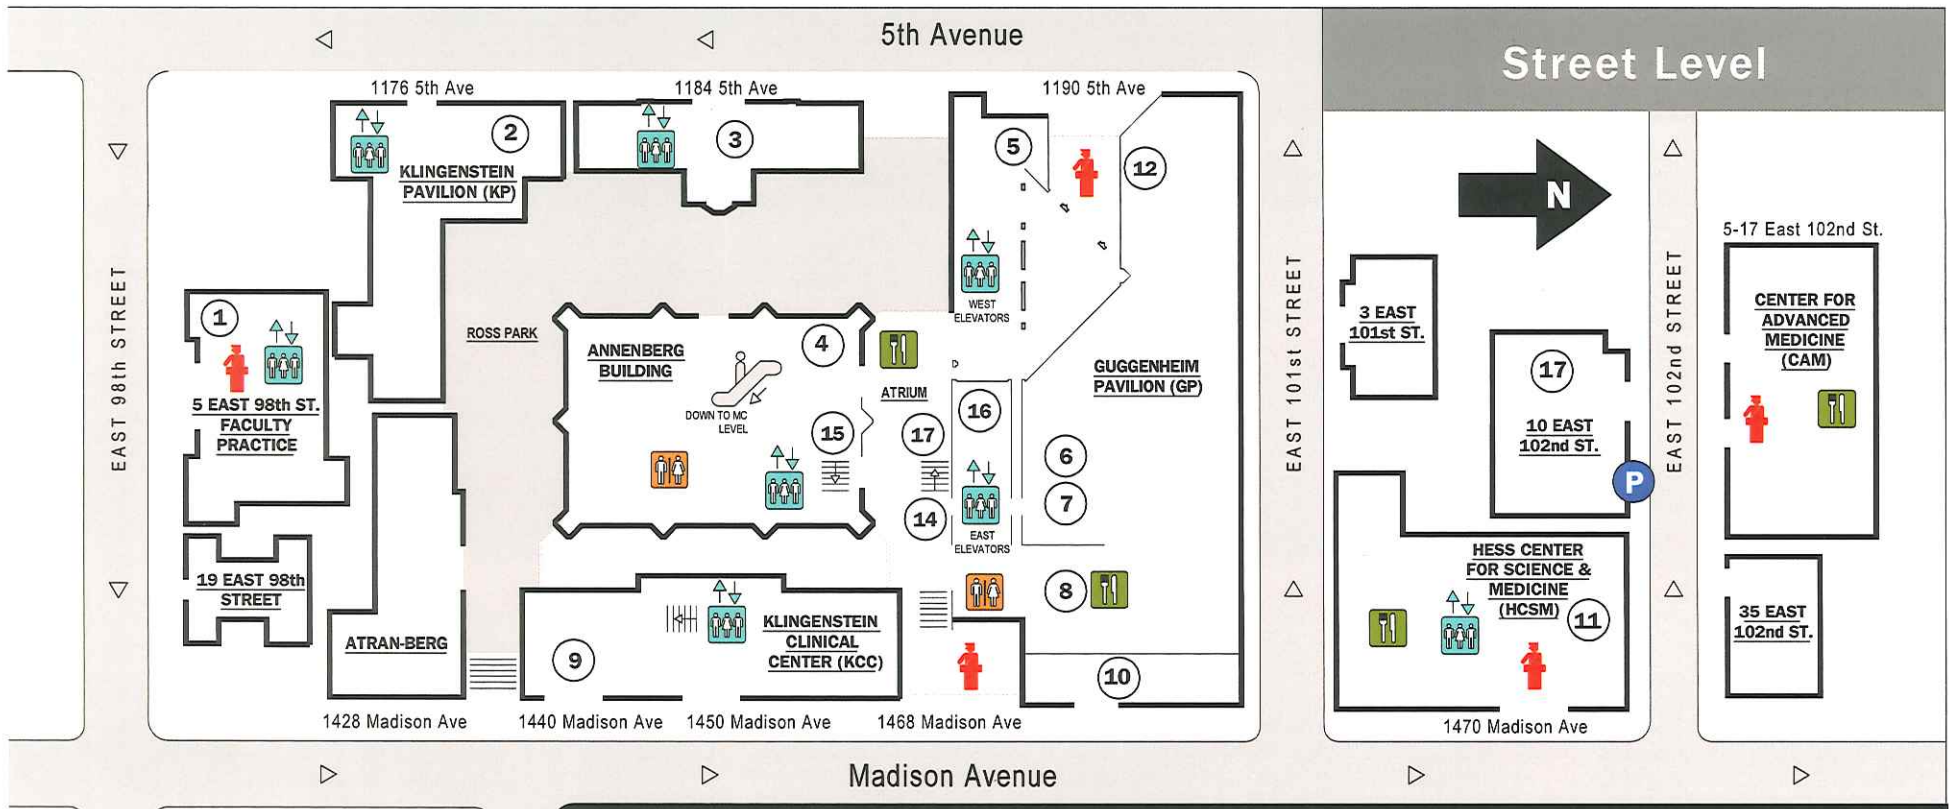 5th Avenue
Street Level
1176 5th Ave
1184 5th Ave
1190 5th Ave
2
3
5
12
KLINGENSTEIN
PAVILION (KP)
N
5-17 East 102nd St.
EAST 98th STREET
EAST 101st STREET
EAST 102nd STREET
1
5 EAST 98th ST.
FACULTY
PRACTICE
ROSS PARK
ANNENBERG
BUILDING
4
DOWN TO MC
LEVEL
15
WEST
ELEVATORS
ATRIUM
16
17
14
EAST
ELEVATORS
GUGGENHEIM
PAVILION (GP)
6
7
8
3 EAST
101st ST.
17
10 EAST
102nd ST.
P
CENTER FOR
ADVANCED
MEDICINE
(CAM)
19 EAST 98th
STREET
ATRAN-BERG
9
KLINGENSTEIN
CLINICAL
CENTER (KCC)
10
HESS CENTER
FOR SCIENCE &
MEDICINE
(HCSM)
11
35 EAST
102nd ST.
1428 Madison Ave
1440 Madison Ave
1450 Madison Ave
1468 Madison Ave
1470 Madison Ave
Madison Avenue